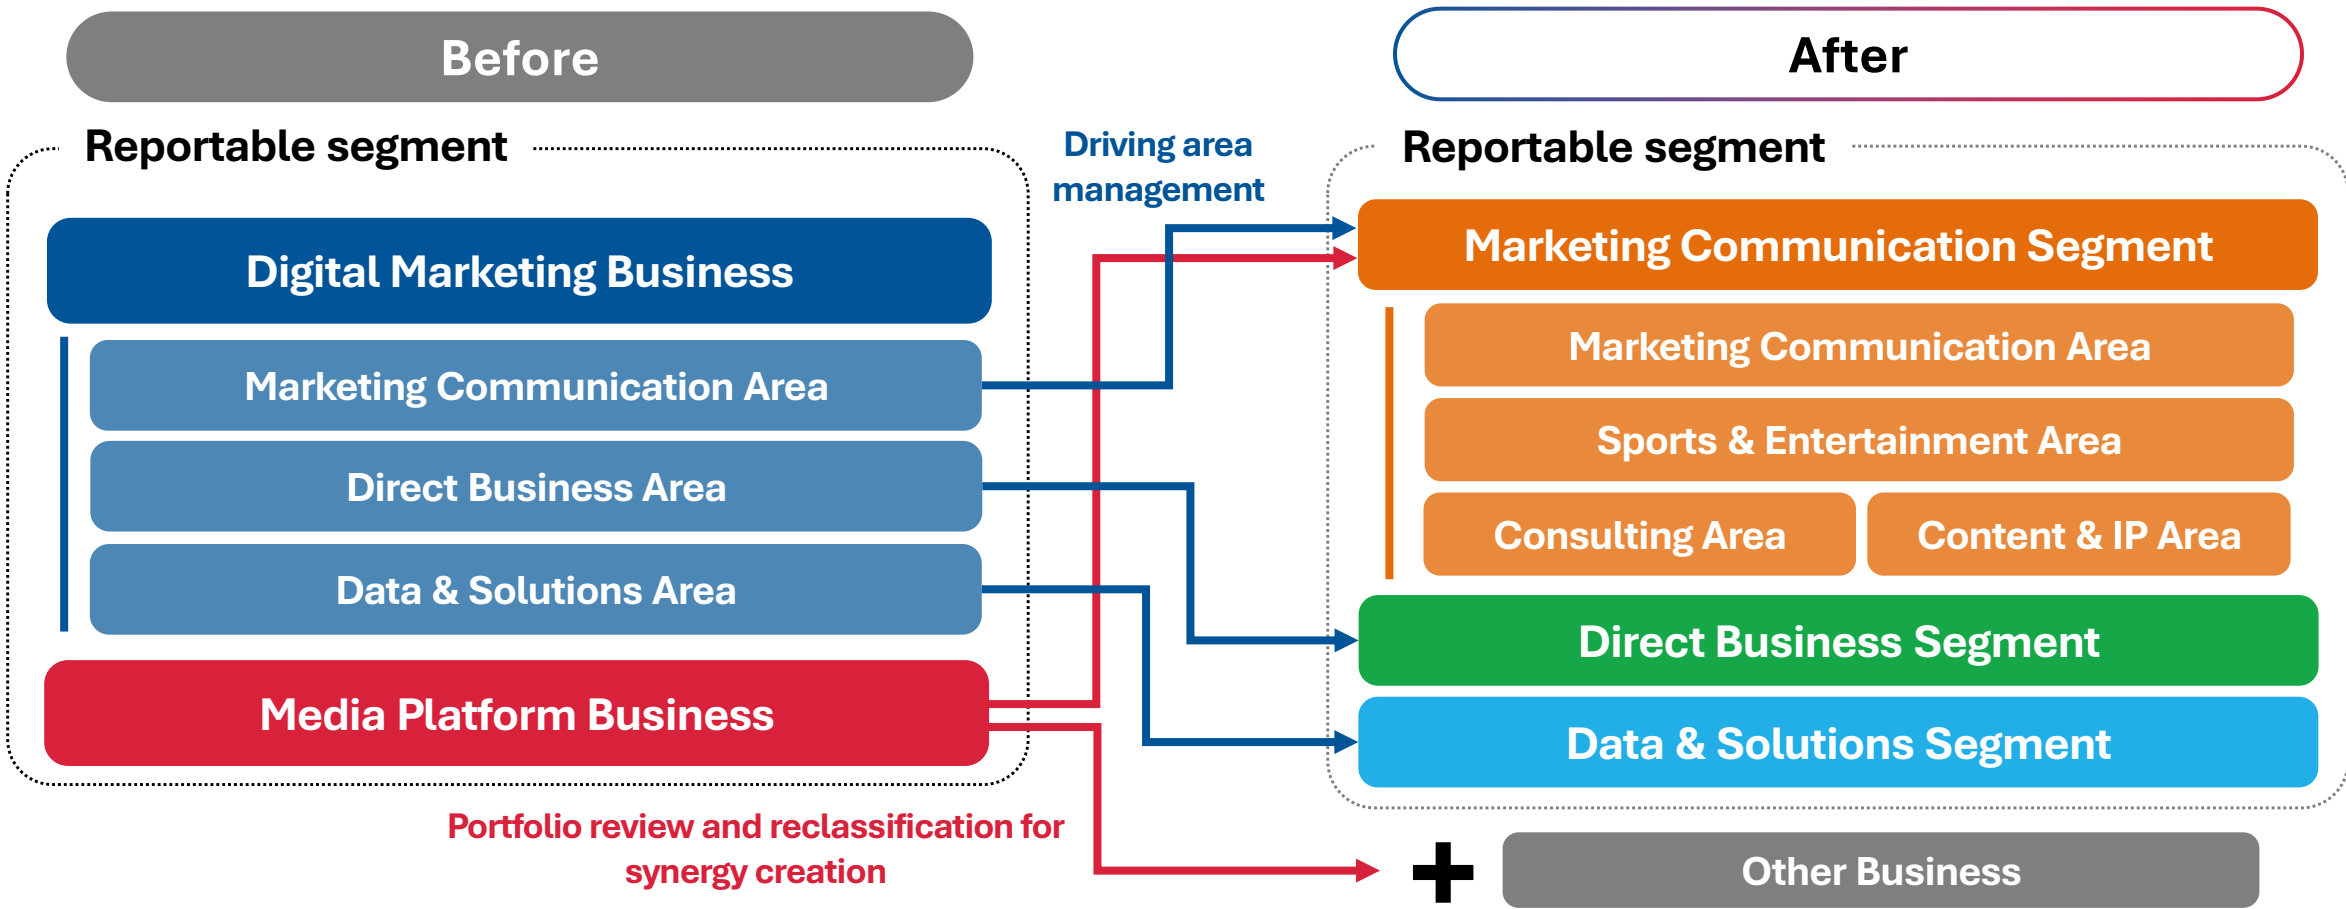 Before
After
Reportable segment
Driving area
management
Reportable segment
Digital Marketing Business
Marketing Communication Area
Direct Business Area
Data & Solutions Area
Media Platform Business
Portfolio review and reclassification for
synergy creation
Marketing Communication Segment
Marketing Communication Area
Sports & Entertainment Area
Consulting Area
Content & IP Area
Direct Business Segment
Data & Solutions Segment
+
Other Business